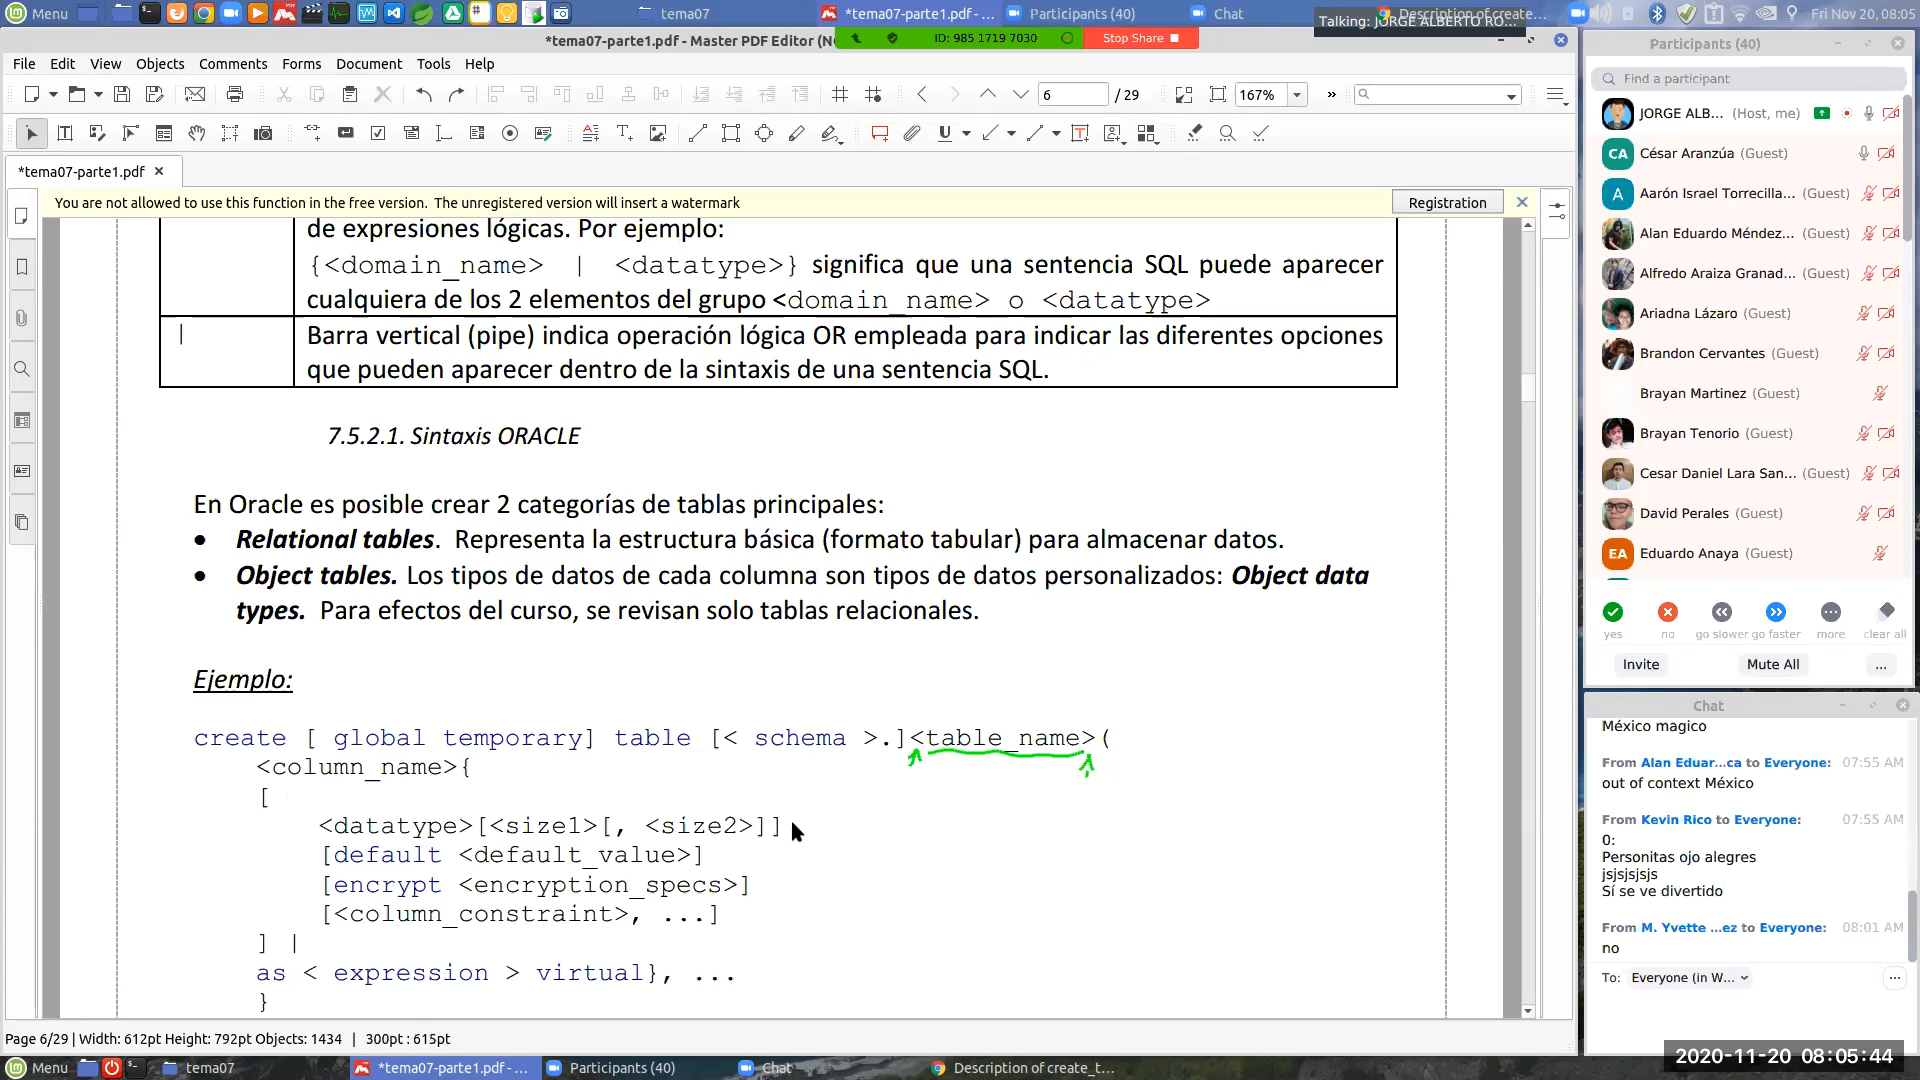 Menu
tema07
*tema07-parte1.pdf - ...
Participants (40)
Chat
Talking: JORGE ALBERTO RO...
Description of create...
Fri Nov 20, 08:05
*tema07-parte1.pdf - Master PDF Editor (N
ID: 985 1719 7030
Stop Share
File Edit View Objects Comments Forms Document Tools Help
6 / 29
167%
*tema07-parte1.pdf
You are not allowed to use this function in the free version.  The unregistered version will insert a watermark
Registration
de expresiones lógicas. Por ejemplo:
{<domain_name> | <datatype>} significa que una sentencia SQL puede aparecer
cualquiera de los 2 elementos del grupo <domain_name> o <datatype>
| Barra vertical (pipe) indica operación lógica OR empleada para indicar las diferentes opciones
que pueden aparecer dentro de la sintaxis de una sentencia SQL.
7.5.2.1. Sintaxis ORACLE
En Oracle es posible crear 2 categorías de tablas principales:
• Relational tables. Representa la estructura básica (formato tabular) para almacenar datos.
• Object tables. Los tipos de datos de cada columna son tipos de datos personalizados: Object data
types. Para efectos del curso, se revisan solo tablas relacionales.
Ejemplo:
create [ global temporary] table [< schema >.]<table_name>(
<column_name>{
[
<datatype>[<size1>[, <size2>]]
[default <default_value>]
[encrypt <encryption_specs>]
[<column_constraint>, ...]
] |
as < expression > virtual}, ...
}
Page 6/29 | Width: 612pt Height: 792pt Objects: 1434 | 300pt : 615pt
Participants (40)
Find a participant
JORGE ALB... (Host, me)
CA César Aranzúa (Guest)
A Aarón Israel Torrecilla... (Guest)
Alan Eduardo Méndez... (Guest)
Alfredo Araiza Granad... (Guest)
Ariadna Lázaro (Guest)
Brandon Cervantes (Guest)
Brayan Martinez (Guest)
Brayan Tenorio (Guest)
Cesar Daniel Lara San... (Guest)
David Perales (Guest)
EA Eduardo Anaya (Guest)
yes no go slower go faster more clear all
Invite Mute All ...
Chat
México magico
From Alan Eduar...ca to Everyone: 07:55 AM
out of context México
From Kevin Rico to Everyone: 07:55 AM
0:
Personitas ojo alegres
jsjsjsjsjs
Sí se ve divertido
From M. Yvette ...ez to Everyone: 08:01 AM
no
To: Everyone (in W...
Menu
tema07
*tema07-parte1.pdf - ...
Participants (40)
Chat
Description of create_t...
2020-11-20 08:05:44